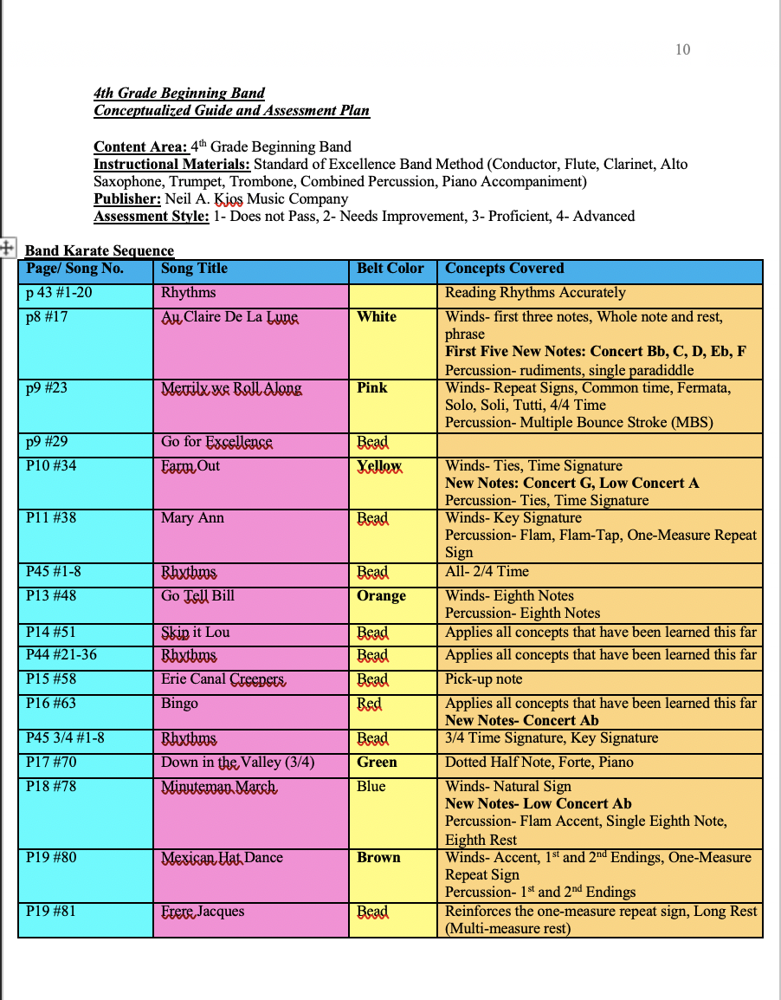 10
4th Grade Beginning Band
Conceptualized Guide and Assessment Plan
Content Area: 4th Grade Beginning Band
Instructional Materials: Standard of Excellence Band Method (Conductor, Flute, Clarinet, Alto
Saxophone, Trumpet, Trombone, Combined Percussion, Piano Accompaniment)
Publisher: Neil A. Kjos Music Company
Assessment Style: 1- Does not Pass, 2- Needs Improvement, 3- Proficient, 4- Advanced
Band Karate Sequence
Page/ Song No. Song Title Belt Color Concepts Covered
p 43 #1-20 Rhythms Reading Rhythms Accurately
p8 #17 Au Claire De La Lune White Winds- first three notes, Whole note and rest,
phrase
First Five New Notes: Concert Bb, C, D, Eb, F
Percussion- rudiments, single paradiddle
p9 #23 Merrily we Roll Along Pink Winds- Repeat Signs, Common time, Fermata,
Solo, Soli, Tutti, 4/4 Time
Percussion- Multiple Bounce Stroke (MBS)
p9 #29 Go for Excellence Bead
P10 #34 Farm Out Yellow Winds- Ties, Time Signature
New Notes: Concert G, Low Concert A
Percussion- Ties, Time Signature
P11 #38 Mary Ann Bead Winds- Key Signature
Percussion- Flam, Flam-Tap, One-Measure Repeat
Sign
P45 #1-8 Rhythms Bead All- 2/4 Time
P13 #48 Go Tell Bill Orange Winds- Eighth Notes
Percussion- Eighth Notes
P14 #51 Skip it Lou Bead Applies all concepts that have been learned this far
P44 #21-36 Rhythms Bead Applies all concepts that have been learned this far
P15 #58 Erie Canal Creepers Bead Pick-up note
P16 #63 Bingo Red Applies all concepts that have been learned this far
New Notes- Concert Ab
P45 3/4 #1-8 Rhythms Bead 3/4 Time Signature, Key Signature
P17 #70 Down in the Valley (3/4) Green Dotted Half Note, Forte, Piano
P18 #78 Minuteman March Blue Winds- Natural Sign
New Notes- Low Concert Ab
Percussion- Flam Accent, Single Eighth Note,
Eighth Rest
P19 #80 Mexican Hat Dance Brown Winds- Accent, 1st and 2nd Endings, One-Measure
Repeat Sign
Percussion- 1st and 2nd Endings
P19 #81 Frere Jacques Bead Reinforces the one-measure repeat sign, Long Rest
(Multi-measure rest)